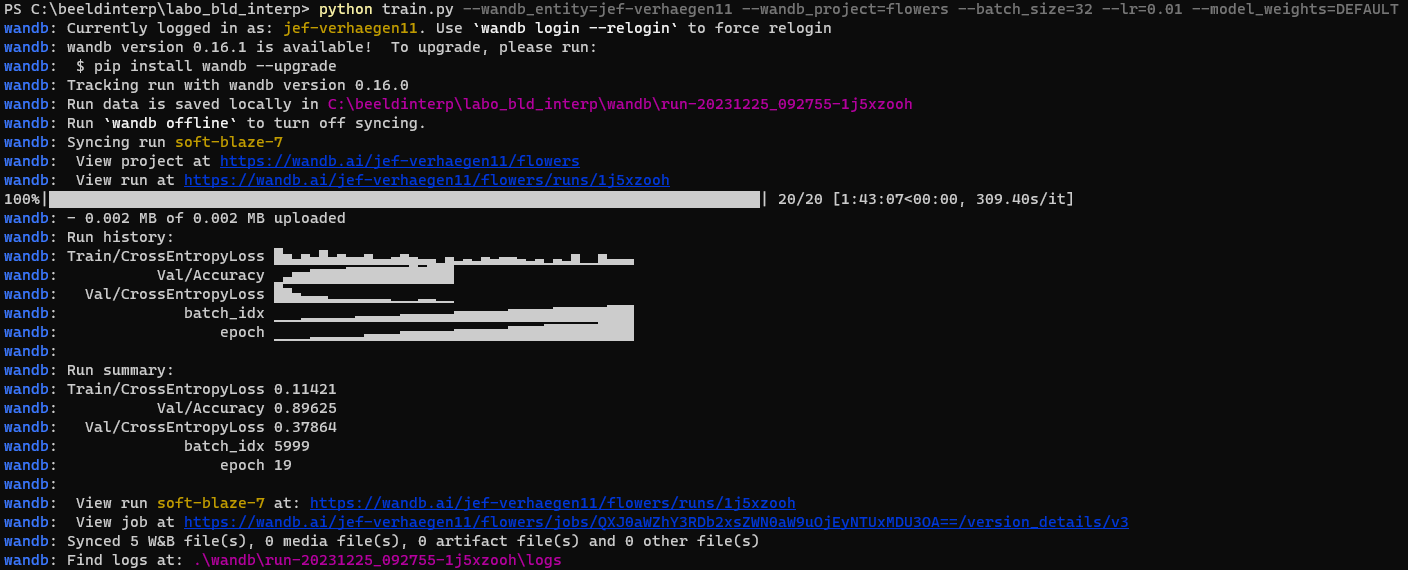 PS C:\beeldinterp\labo_bld_interp> python train.py --wandb_entity=jef-verhaegen11 --wandb_project=flowers --batch_size=32 --lr=0.01 --model_weights=DEFAULT
wandb: Currently logged in as: jef-verhaegen11. Use `wandb login --relogin` to force relogin
wandb: wandb version 0.16.1 is available!  To upgrade, please run:
wandb:  $ pip install wandb --upgrade
wandb: Tracking run with wandb version 0.16.0
wandb: Run data is saved locally in C:\beeldinterp\labo_bld_interp\wandb\run-20231225_092755-1j5xzooh
wandb: Run `wandb offline` to turn off syncing.
wandb: Syncing run soft-blaze-7
wandb:  View project at https://wandb.ai/jef-verhaegen11/flowers
wandb:  View run at https://wandb.ai/jef-verhaegen11/flowers/runs/1j5xzooh
100%| | 20/20 [1:43:07<00:00, 309.40s/it]
wandb: - 0.002 MB of 0.002 MB uploaded
wandb: Run history:
wandb: Train/CrossEntropyLoss
wandb: Val/Accuracy
wandb: Val/CrossEntropyLoss
wandb: batch_idx
wandb: epoch
wandb:
wandb: Run summary:
wandb: Train/CrossEntropyLoss 0.11421
wandb: Val/Accuracy 0.89625
wandb: Val/CrossEntropyLoss 0.37864
wandb: batch_idx 5999
wandb: epoch 19
wandb:
wandb:  View run soft-blaze-7 at: https://wandb.ai/jef-verhaegen11/flowers/runs/1j5xzooh
wandb:  View job at https://wandb.ai/jef-verhaegen11/flowers/jobs/QXJ0aWZhY3RDb2xsZWN0aW9uOjEyNTUxMDU3OA==/version_details/v3
wandb: Synced 5 W&B file(s), 0 media file(s), 0 artifact file(s) and 0 other file(s)
wandb: Find logs at: .\wandb\run-20231225_092755-1j5xzooh\logs